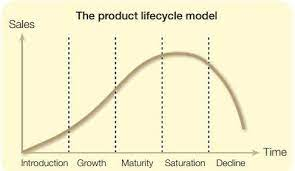 The product lifecycle model
Sales
Time
Introduction Growth Maturity Saturation Decline